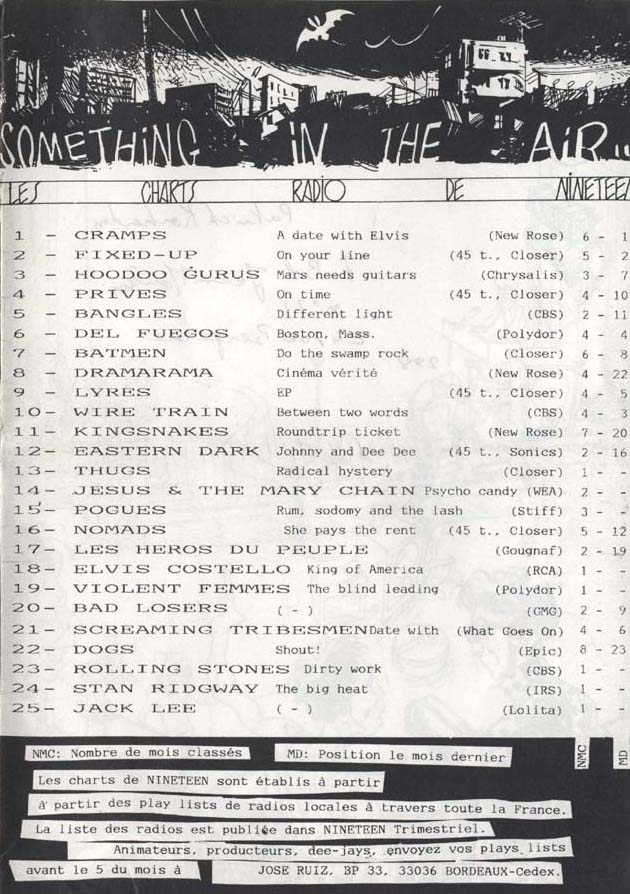 SOMETHING IN THE AIR...
LES CHARTS RADIO DE NINETEEN
1 - CRAMPS A date with Elvis (New Rose) 6 - 1
2 - FIXED-UP On your line (45 t., Closer) 5 - 2
3 - HOODOO GURUS Mars needs guitars (Chrysalis) 3 - 7
4 - PRIVES On time (45 t., Closer) 4 - 10
5 - BANGLES Different light (CBS) 2 - 11
6 - DEL FUEGOS Boston, Mass. (Polydor) 4 - 4
7 - BATMEN Do the swamp rock (Closer) 6 - 8
8 - DRAMARAMA Cinéma vérité (New Rose) 4 - 22
9 - LYRES EP (45 t., Closer) 4 - 5
10- WIRE TRAIN Between two words (CBS) 4 - 3
11- KINGSNAKES Roundtrip ticket (New Rose) 7 - 20
12- EASTERN DARK Johnny and Dee Dee (45 t., Sonics) 2 - 16
13- THUGS Radical hystery (Closer) 1 - -
14- JESUS & THE MARY CHAIN Psycho candy (WEA) 2 - -
15- POGUES Rum, sodomy and the lash (Stiff) 3 - -
16- NOMADS She pays the rent (45 t., Closer) 5 - 12
17- LES HEROS DU PEUPLE (Gougnaf) 2 - 19
18- ELVIS COSTELLO King of America (RCA) 1 - -
19- VIOLENT FEMMES The blind leading (Polydor) 1 - -
20- BAD LOSERS ( - ) (GMG) 2 - 9
21- SCREAMING TRIBESMEN Date with (What Goes On) 4 - 6
22- DOGS Shout! (Epic) 8 - 23
23- ROLLING STONES Dirty work (CBS) 1 - -
24- STAN RIDGWAY The big heat (IRS) 1 - -
25- JACK LEE ( - ) (Lolita) 1 - -
NMC MD
NMC: Nombre de mois classés MD: Position le mois dernier
Les charts de NINETEEN sont établis à partir
à partir des play lists de radios locales à travers toute la France.
La liste des radios est publiée dans NINETEEN Trimestriel.
Animateurs, producteurs, dee-jays, envoyez vos plays lists
avant le 5 du mois à JOSE RUIZ, BP 33, 33036 BORDEAUX-Cedex.